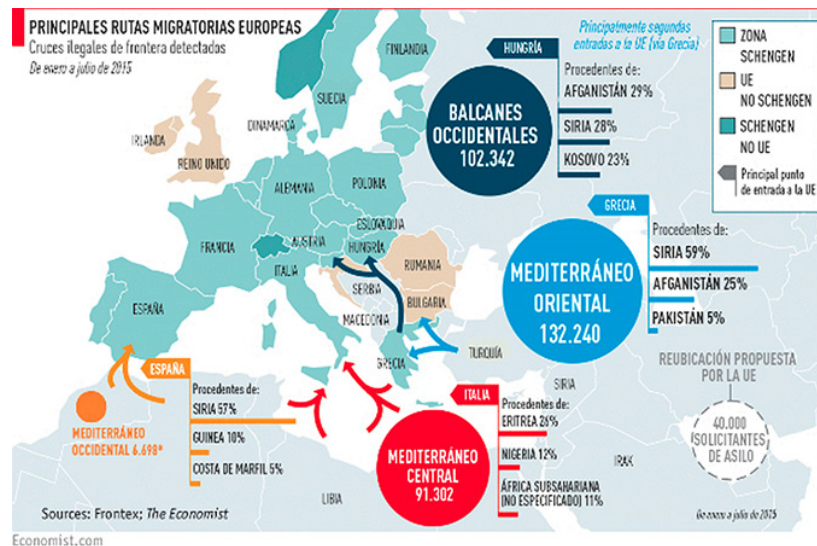 PRINCIPALES RUTAS MIGRATORIAS EUROPEAS
Cruces ilegales de frontera detectados
De enero a julio de 2015
Principalmente segundas
entradas a la UE (vía Grecia)
ZONA
SCHENGEN
UE
NO SCHENGEN
SCHENGEN
NO UE
Principal punto
de entrada a la UE
HUNGRÍA
Procedentes de:
AFGANISTÁN 29%
SIRIA 28%
KOSOVO 23%
BALCANES
OCCIDENTALES
102.342
FINLANDIA
SUECIA
DINAMARCA
IRLANDA
REINO UNIDO
ALEMANIA
POLONIA
ESLOVAQUIA
FRANCIA
AUSTRIA
HUNGRÍA
ITALIA
RUMANIA
SERBIA
BULGARIA
ESPAÑA
MACEDONIA
GRECIA
TURQUÍA
SIRIA
IRAK
LIBIA
GRECIA
Procedentes de:
SIRIA 59%
AFGANISTÁN 25%
PAKISTÁN 5%
MEDITERRÁNEO
ORIENTAL
132.240
REUBICACIÓN PROPUESTA
POR LA UE
40.000
SOLICITANTES
DE ASILO
De enero a julio de 2015
ESPAÑA
Procedentes de:
SIRIA 57%
GUINEA 10%
COSTA DE MARFIL 5%
MEDITERRÁNEO
OCCIDENTAL 6.698*
ITALIA
Procedentes de:
ERITREA 26%
NIGERIA 12%
ÁFRICA SUBSAHARIANA
(NO ESPECIFICADO) 11%
MEDITERRÁNEO
CENTRAL
91.302
Sources: Frontex; The Economist
Economist.com